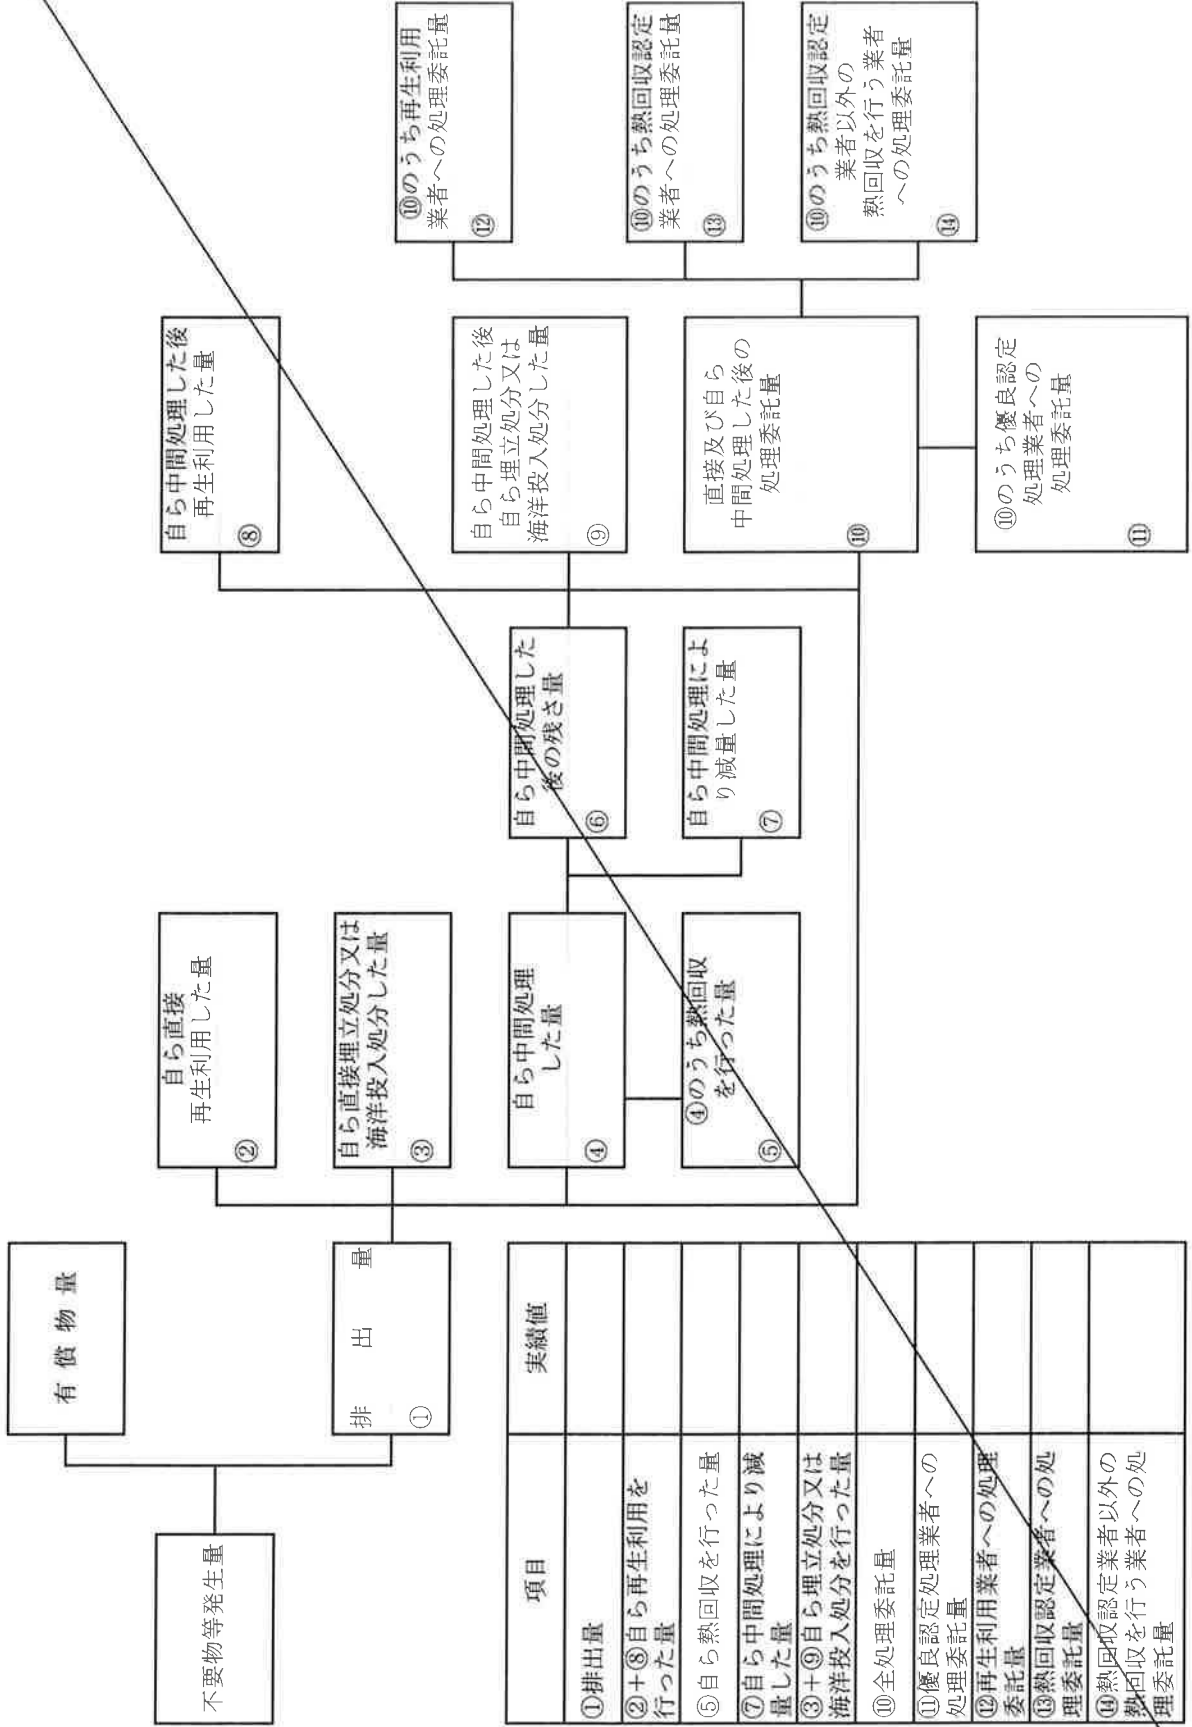 不要物等発生量
有償物量
排出量
①
自ら直接
再生利用した量
②
自ら直接埋立処分又は
海洋投入処分した量
③
自ら中間処理
した量
④
④のうち熱回収
を行った量
⑤
自ら中間処理した
後の残さ量
⑥
自ら中間処理によ
り減量した量
⑦
自ら中間処理した後
再生利用した量
⑧
自ら中間処理した後
自ら埋立処分又は
海洋投入処分した量
⑨
直接及び自ら
中間処理した後の
処理委託量
⑩
⑩のうち優良認定
処理業者への
処理委託量
⑪
⑩のうち再生利用
業者への処理委託量
⑫
⑩のうち熱回収認定
業者への処理委託量
⑬
⑩のうち熱回収認定
業者以外の
熱回収を行う業者
への処理委託量
⑭
項目 実績値
①排出量
②+⑧自ら再生利用を
行った量
⑤自ら熱回収を行った量
⑦自ら中間処理により減
量した量
③+⑨自ら埋立処分又は
海洋投入処分を行った量
⑩全処理委託量
⑪優良認定処理業者への
処理委託量
⑫再生利用業者への処理
委託量
⑬熱回収認定業者への処
理委託量
⑭熱回収認定業者以外の
熱回収を行う業者への処
理委託量